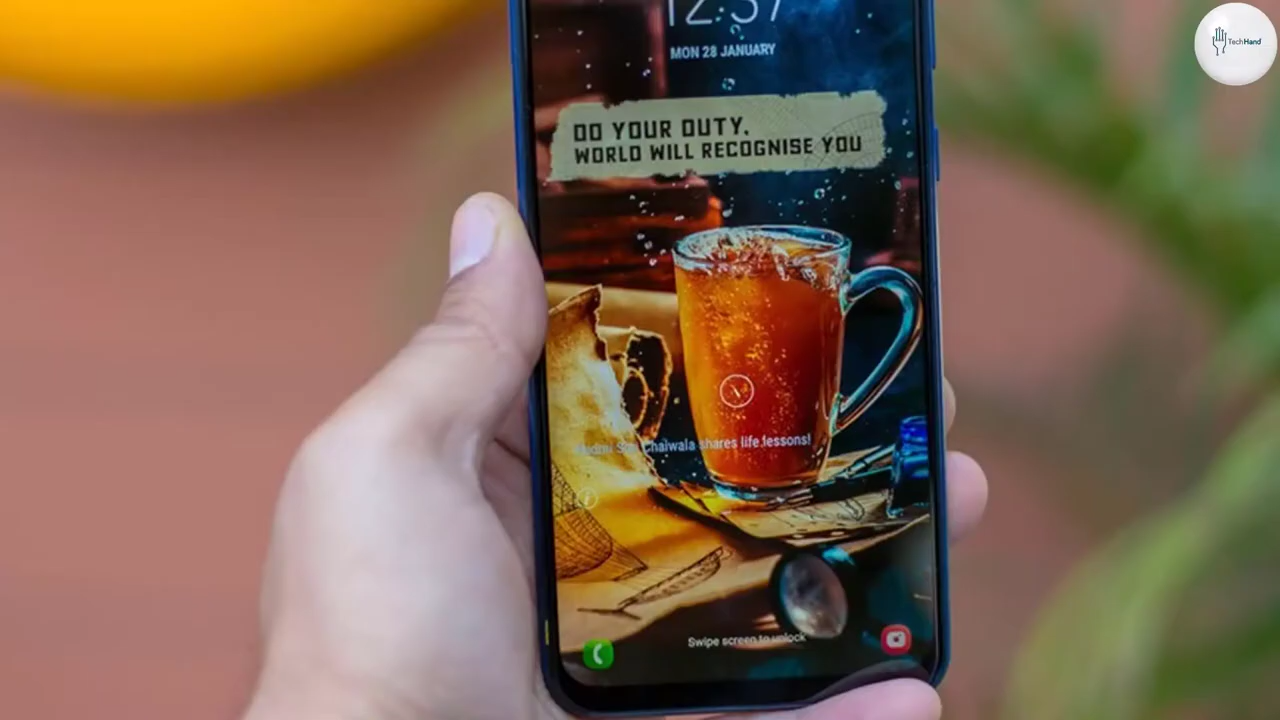 12:37
MON 28 JANUARY
DO YOUR DUTY.
WORLD WILL RECOGNISE YOU
Chaiwala shares life lessons!
Swipe screen to unlock
TechHand